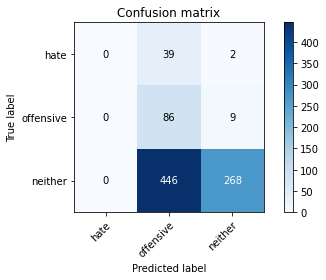 Confusion matrix
hate 0 39 2
offensive 0 86 9
neither 0 446 268
hate offensive neither
True label
Predicted label
400
350
300
250
200
150
100
50
0